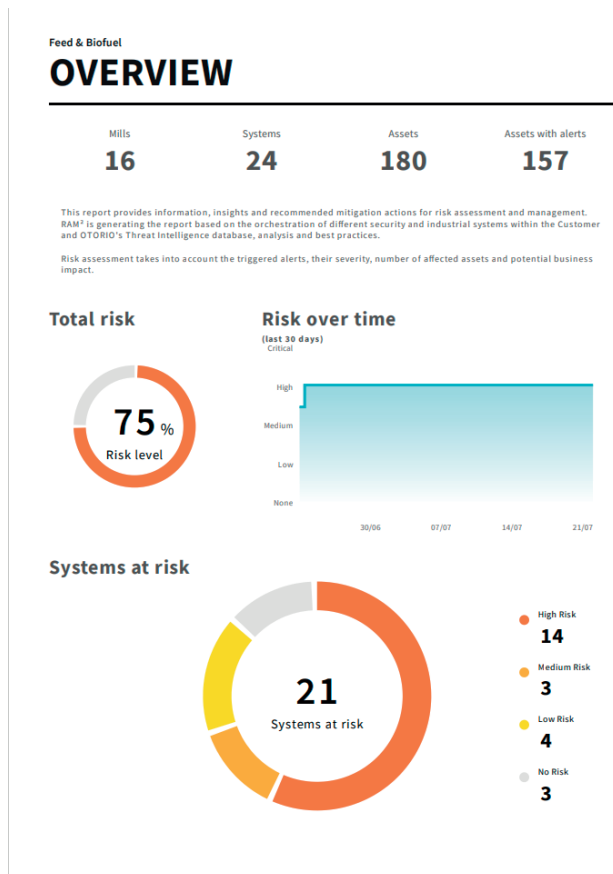 Feed & Biofuel
OVERVIEW
Mills
Systems
Assets
Assets with alerts
16
24
180
157
This report provides information, insights and recommended mitigation actions for risk assessment and management.
RAM² is generating the report based on the orchestration of different security and industrial systems within the Customer
and OTORIO's Threat Intelligence database, analysis and best practices.
Risk assessment takes into account the triggered alerts, their severity, number of affected assets and potential business
impact.
Total risk
75 %
Risk level
Risk over time
(last 30 days)
Critical
High
Medium
Low
None
30/06
07/07
14/07
21/07
Systems at risk
21
Systems at risk
High Risk
14
Medium Risk
3
Low Risk
4
No Risk
3